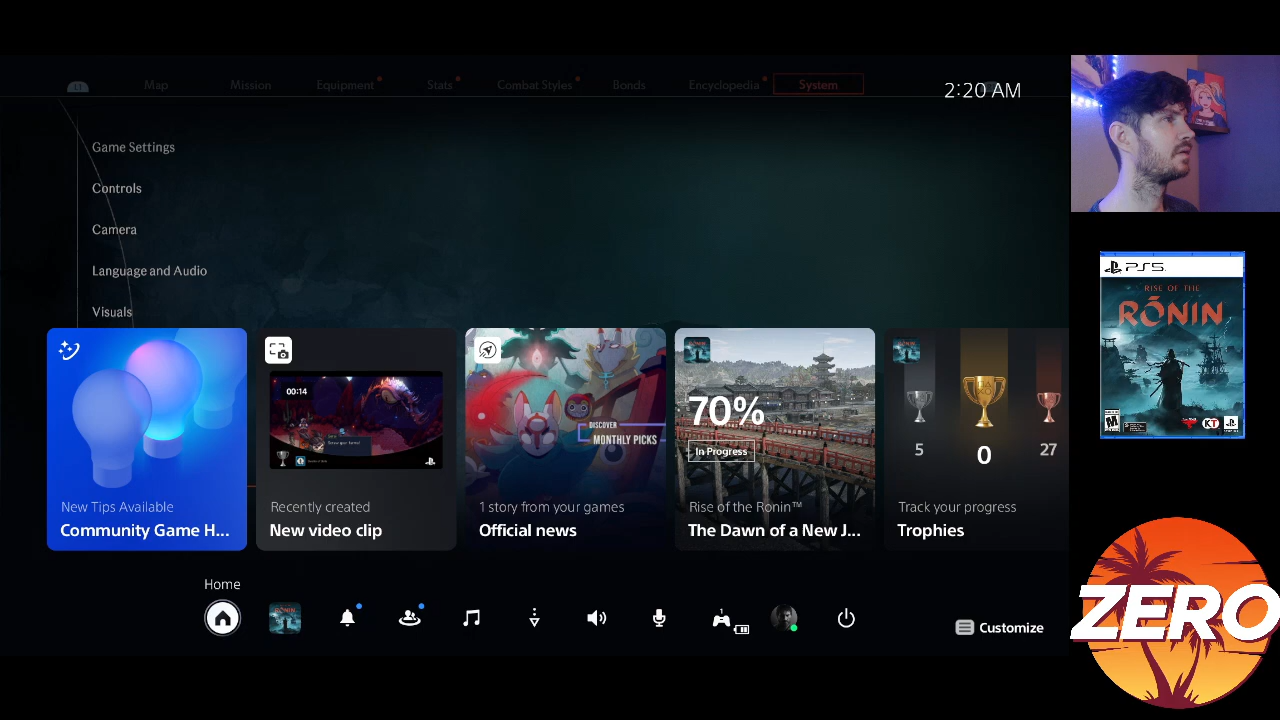 Map
Mission
Equipment
Stats
Combat Styles
Bonds
Encyclopedia
System
2:20 AM
Game Settings
Controls
Camera
Language and Audio
Visuals
New Tips Available
Community Game H...
00:14
Recently created
New video clip
DISCOVER
MONTHLY PICKS
1 story from your games
Official news
70%
In Progress
Rise of the Ronin™
The Dawn of a New J...
5
0
27
Track your progress
Trophies
Home
1
Customize
PS5
RISE OF THE
RŌNIN
M
KT
ZERO